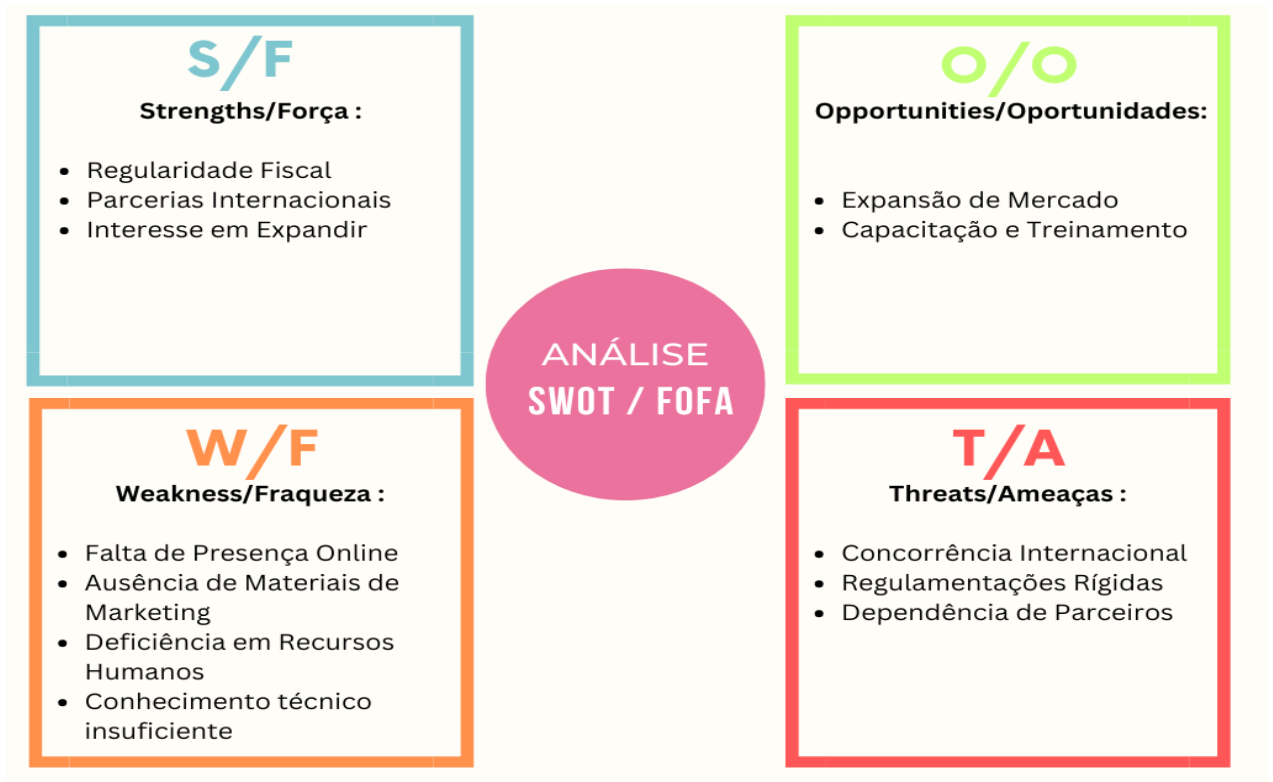 S/F
Strengths/Força :
• Regularidade Fiscal
• Parcerias Internacionais
• Interesse em Expandir
O/O
Opportunities/Oportunidades:
• Expansão de Mercado
• Capacitação e Treinamento
ANÁLISE
SWOT / FOFA
W/F
Weakness/Fraqueza :
• Falta de Presença Online
• Ausência de Materiais de
Marketing
• Deficiência em Recursos
Humanos
• Conhecimento técnico
insuficiente
T/A
Threats/Ameaças :
• Concorrência Internacional
• Regulamentações Rígidas
• Dependência de Parceiros